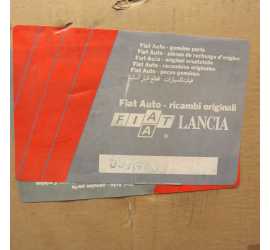 Fiat Auto - genuine parts
Fiat Auto - pièces de rechange d'origine
Fiat Auto - original ersatzteile
Fiat Auto - recambios originales
Fiat Auto - peças genuínas
Fiat Auto - ricambi originali
FIAT LANCIA
®